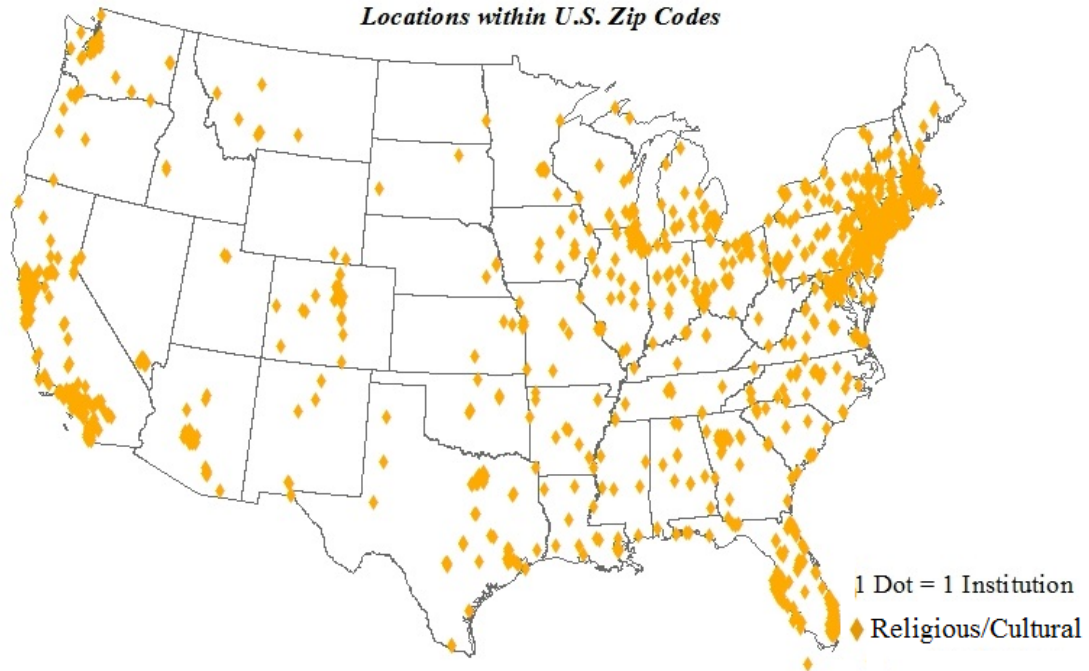 Locations within U.S. Zip Codes
1 Dot = 1 Institution
Religious/Cultural